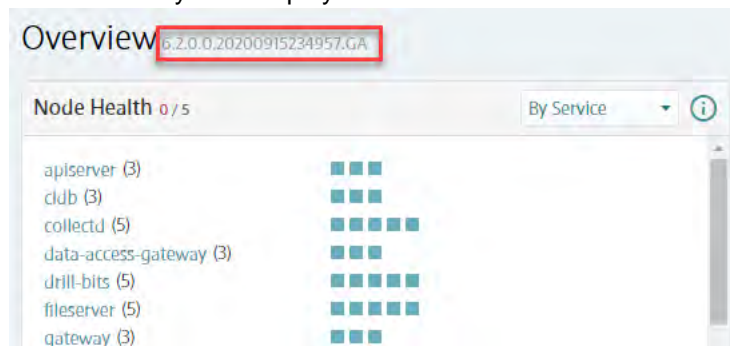 Overview 6.2.0.0.20200915234957.GA
Node Health 0/5 By Service
apiserver (3)
cldb (3)
collectd (5)
data-access-gateway (3)
drill-bits (5)
fileserver (5)
gateway (3)